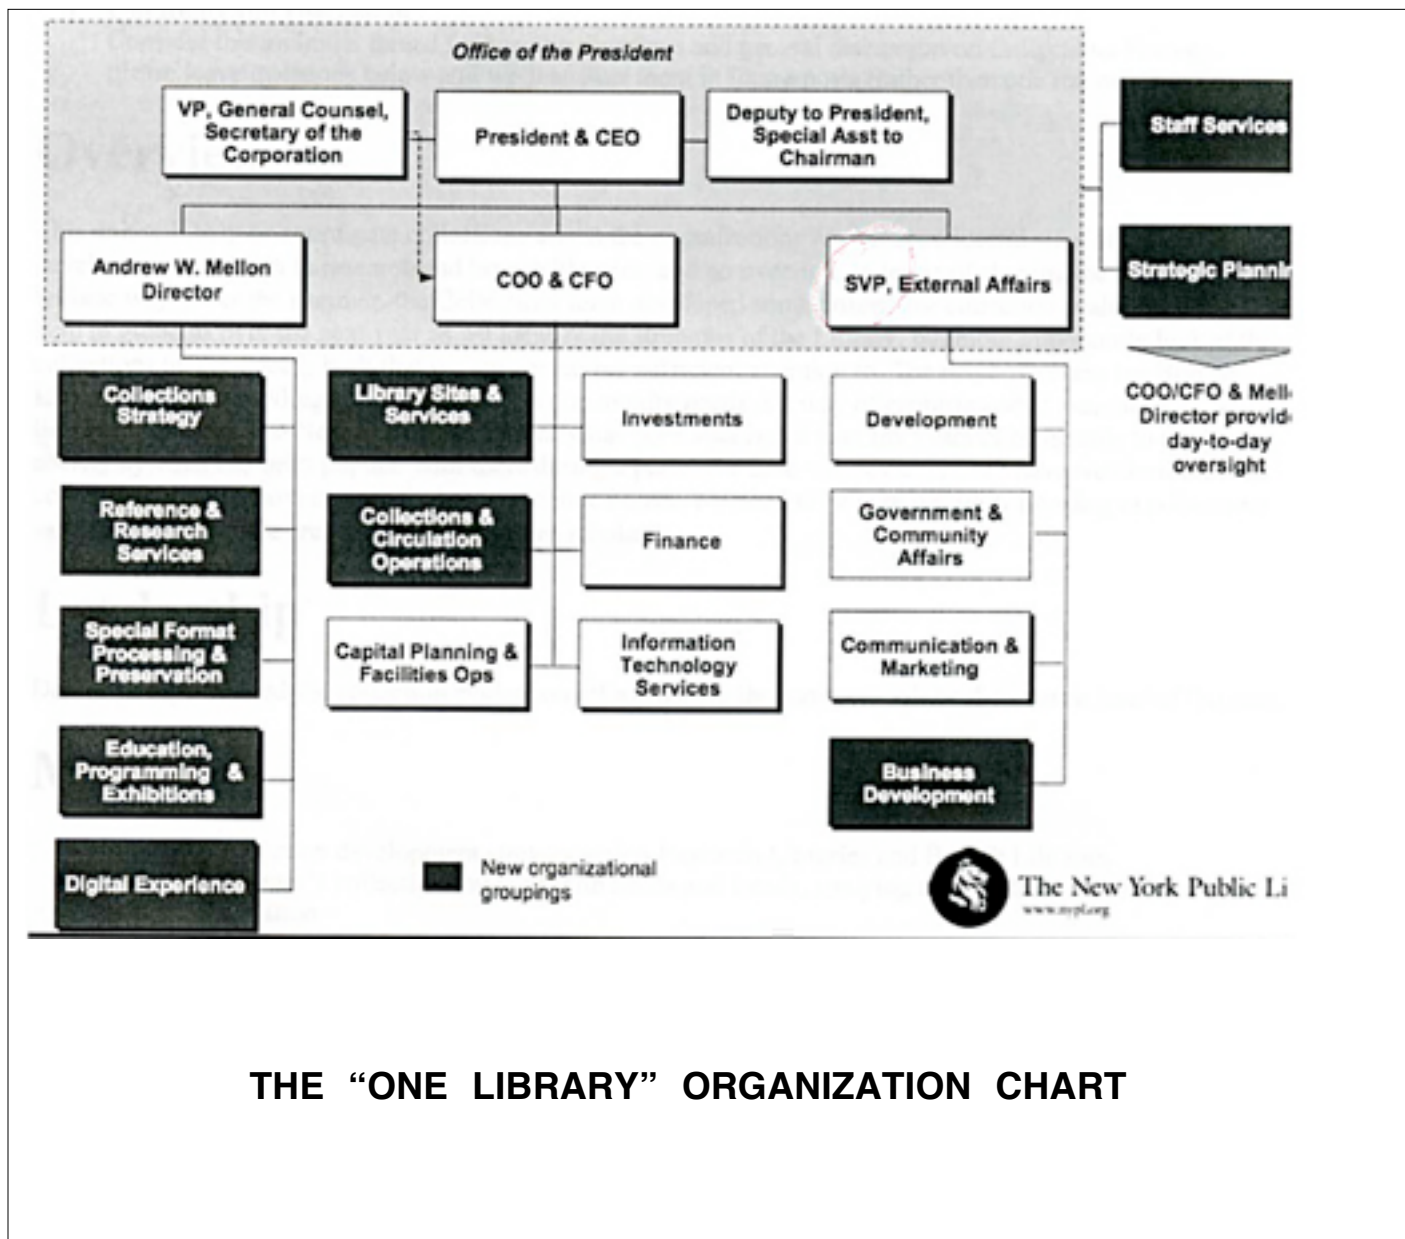 Office of the President
VP, General Counsel,
Secretary of the
Corporation
President & CEO
Deputy to President,
Special Asst to
Chairman
Staff Services
Andrew W. Mellon
Director
COO & CFO
SVP, External Affairs
Strategic Plannin
COO/CFO & Mell
Director provid
day-to-day
oversight
Collections
Strategy
Library Sites &
Services
Investments
Development
Reference &
Research
Services
Collections &
Circulation
Operations
Finance
Government &
Community
Affairs
Special Format
Processing &
Preservation
Capital Planning &
Facilities Ops
Information
Technology
Services
Communication &
Marketing
Education,
Programming &
Exhibitions
Business
Development
Digital Experience
New organizational
groupings
The New York Public Li
www.nypl.org
THE “ONE LIBRARY” ORGANIZATION CHART